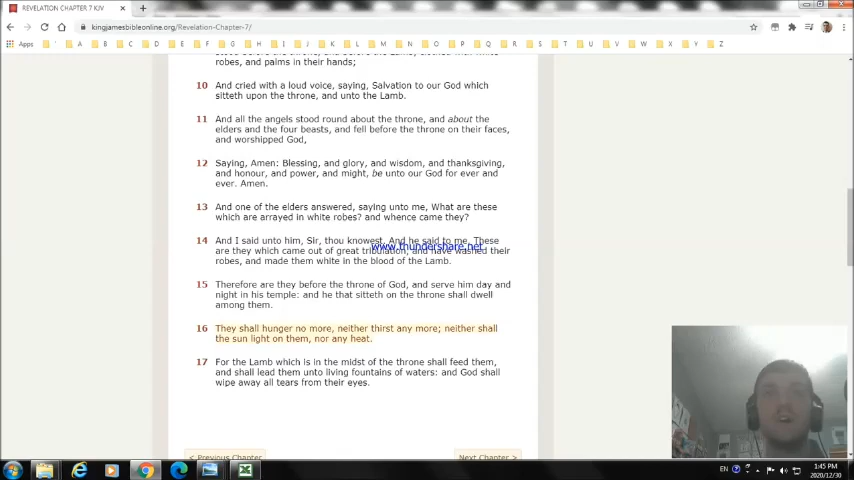 REVELATION CHAPTER 7 KJV
kingjamesbibleonline.org/Revelation-Chapter-7/
Apps A B C D E F G H I J K L M N O P Q R S T U V W X Y Z
robes, and palms in their hands;
10 And cried with a loud voice, saying, Salvation to our God which
sitteth upon the throne, and unto the Lamb.
11 And all the angels stood round about the throne, and about the
elders and the four beasts, and fell before the throne on their faces,
and worshipped God,
12 Saying, Amen: Blessing, and glory, and wisdom, and thanksgiving,
and honour, and power, and might, be unto our God for ever and
ever. Amen.
13 And one of the elders answered, saying unto me, What are these
which are arrayed in white robes? and whence came they?
14 And I said unto him, Sir, thou knowest. And he said to me, These
www.thundershare.net
are they which came out of great tribulation, and have washed their
robes, and made them white in the blood of the Lamb.
15 Therefore are they before the throne of God, and serve him day and
night in his temple: and he that sitteth on the throne shall dwell
among them.
16 They shall hunger no more, neither thirst any more; neither shall
the sun light on them, nor any heat.
17 For the Lamb which is in the midst of the throne shall feed them,
and shall lead them unto living fountains of waters: and God shall
wipe away all tears from their eyes.
< Previous Chapter Next Chapter >
EN 1:45 PM
2020/12/30